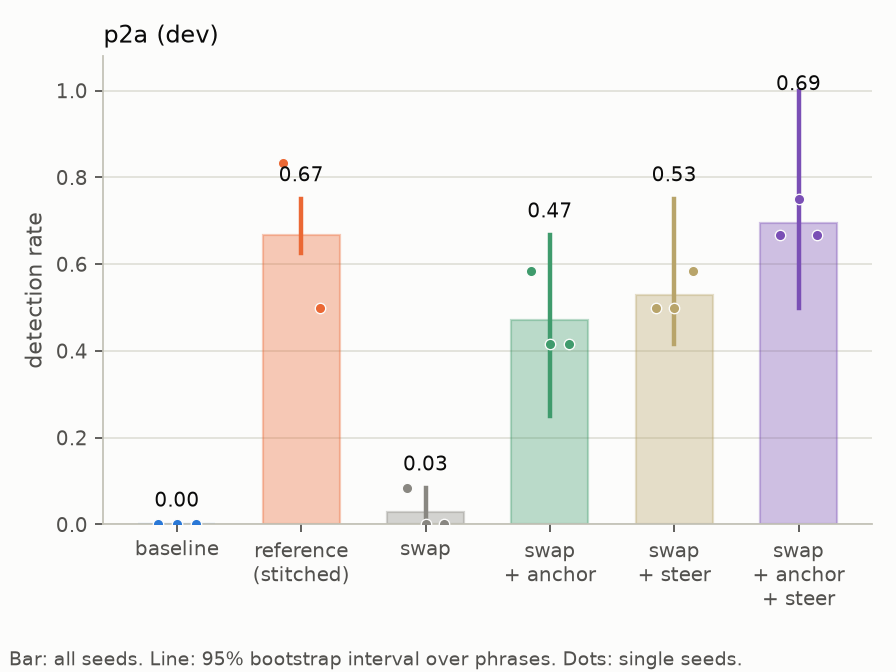 p2a (dev)
detection rate
1.0
0.8
0.6
0.4
0.2
0.0
0.00
0.67
0.03
0.47
0.53
0.69
baseline
reference
(stitched)
swap
swap
+ anchor
swap
+ steer
swap
+ anchor
+ steer
Bar: all seeds. Line: 95% bootstrap interval over phrases. Dots: single seeds.